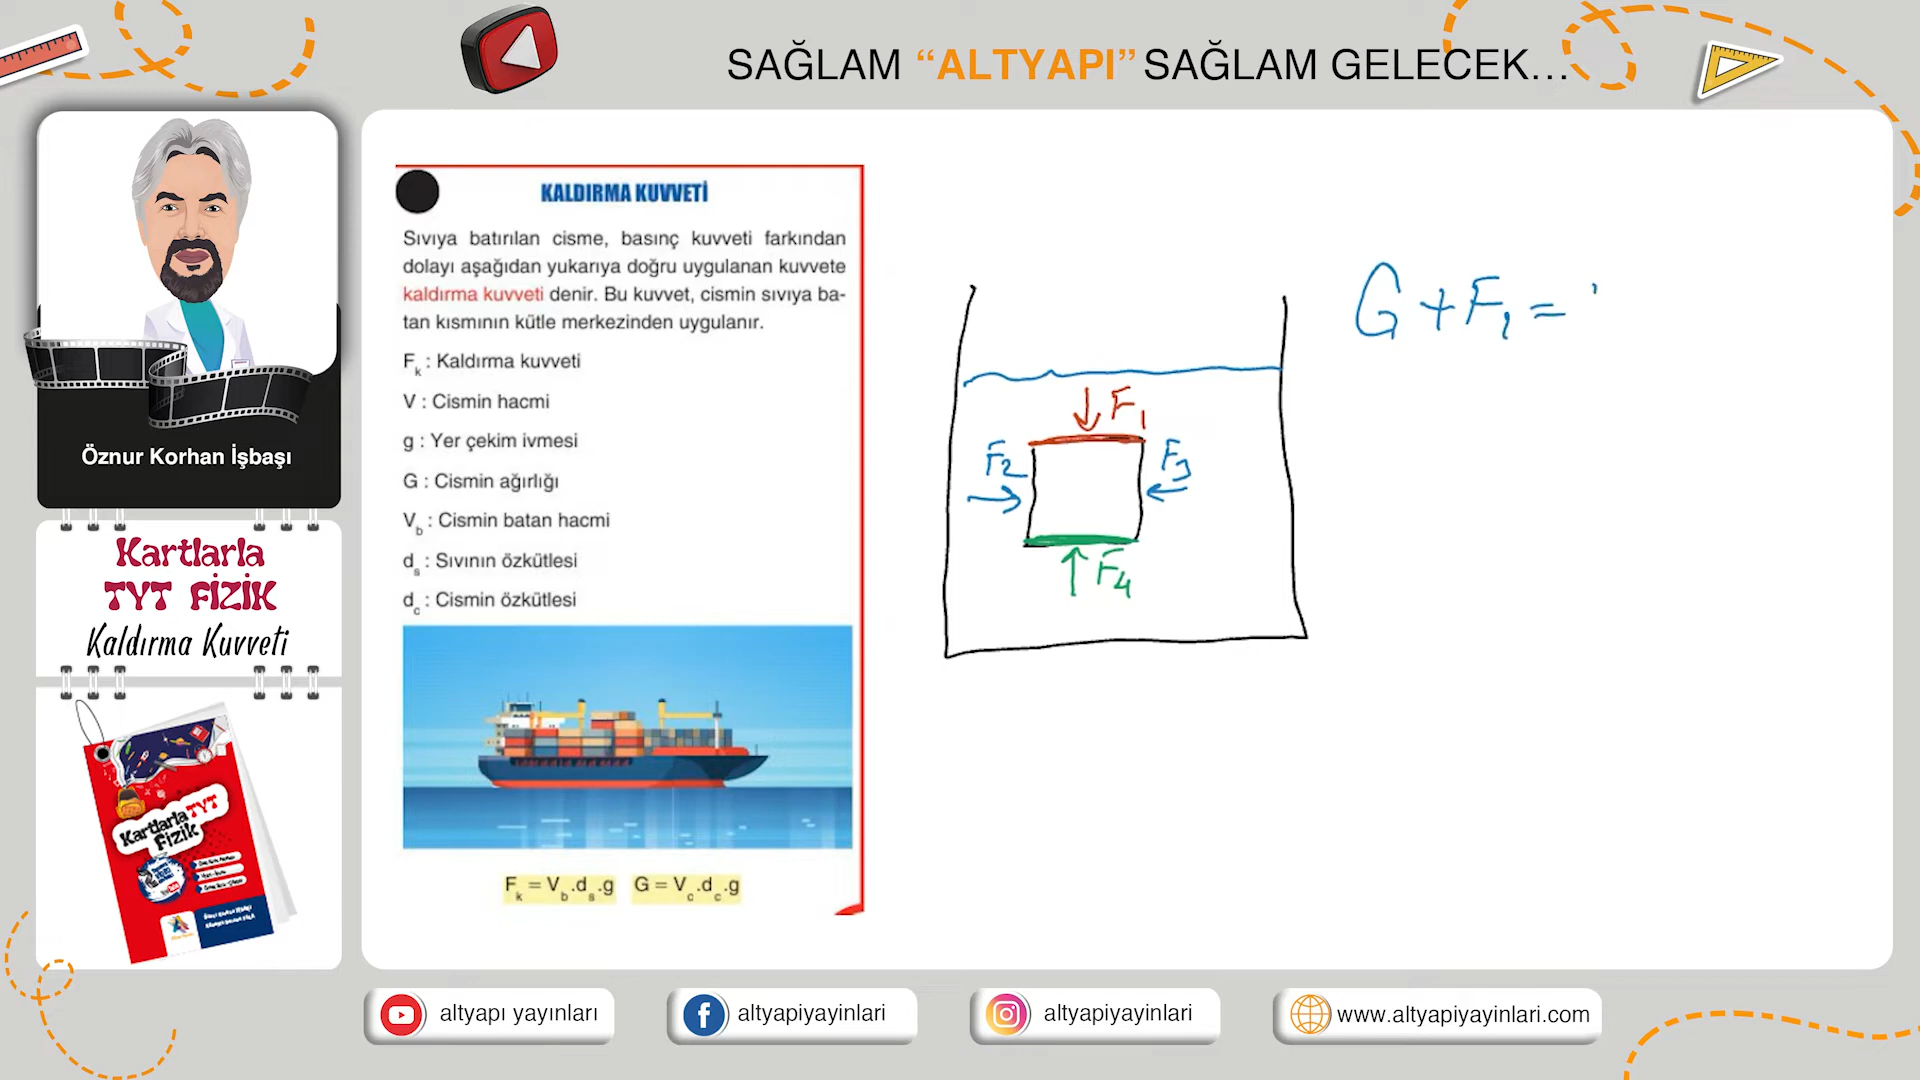 SAĞLAM “ALTYAPI” SAĞLAM GELECEK...
Öznur Korhan İşbaşı
Kartlarla
TYT FİZİK
Kaldırma Kuvveti
Kartlarla TYT
Fizik
KALDIRMA KUVVETİ
Sıvıya batırılan cisme, basınç kuvveti farkından
dolayı aşağıdan yukarıya doğru uygulanan kuvvete
kaldırma kuvveti denir. Bu kuvvet, cismin sıvıya ba-
tan kısmının kütle merkezinden uygulanır.
Fk : Kaldırma kuvveti
V : Cismin hacmi
g : Yer çekim ivmesi
G : Cismin ağırlığı
Vb : Cismin batan hacmi
ds : Sıvının özkütlesi
dc : Cismin özkütlesi
Fk = Vb.ds.g G = Vc.dc.g
G + F1 =
F1
F2
F3
F4
altyapı yayınları
altyapiyayinlari
altyapiyayinlari
www.altyapiyayinlari.com